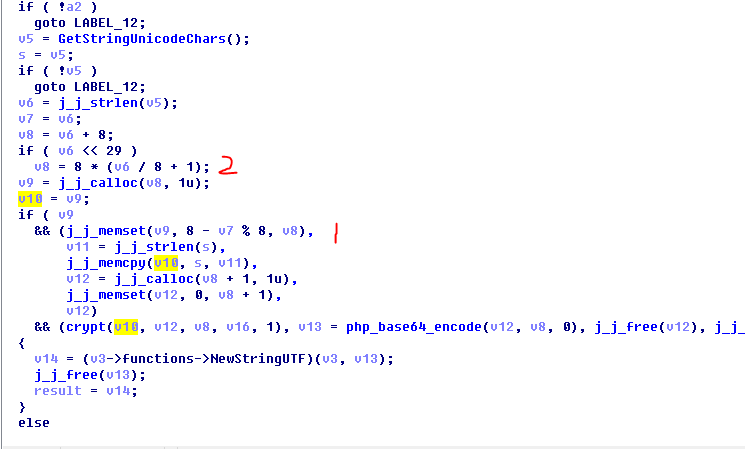 if ( !a2 )
goto LABEL_12;
v5 = GetStringUnicodeChars();
s = v5;
if ( !v5 )
goto LABEL_12;
v6 = j_j_strlen(v5);
v7 = v6;
v8 = v6 + 8;
if ( v6 << 29 )
v8 = 8 * (v6 / 8 + 1); 2
v9 = j_j_calloc(v8, 1u);
v10 = v9;
if ( v9
&& (j_j_memset(v9, 8 - v7 % 8, v8), 1
v11 = j_j_strlen(s),
j_j_memcpy(v10, s, v11),
v12 = j_j_calloc(v8 + 1, 1u),
j_j_memset(v12, 0, v8 + 1),
v12)
&& (crypt(v10, v12, v8, v16, 1), v13 = php_base64_encode(v12, v8, 0), j_j_free(v12), j_j_
{
v14 = (v3->functions->NewStringUTF)(v3, v13);
j_j_free(v13);
result = v14;
}
else